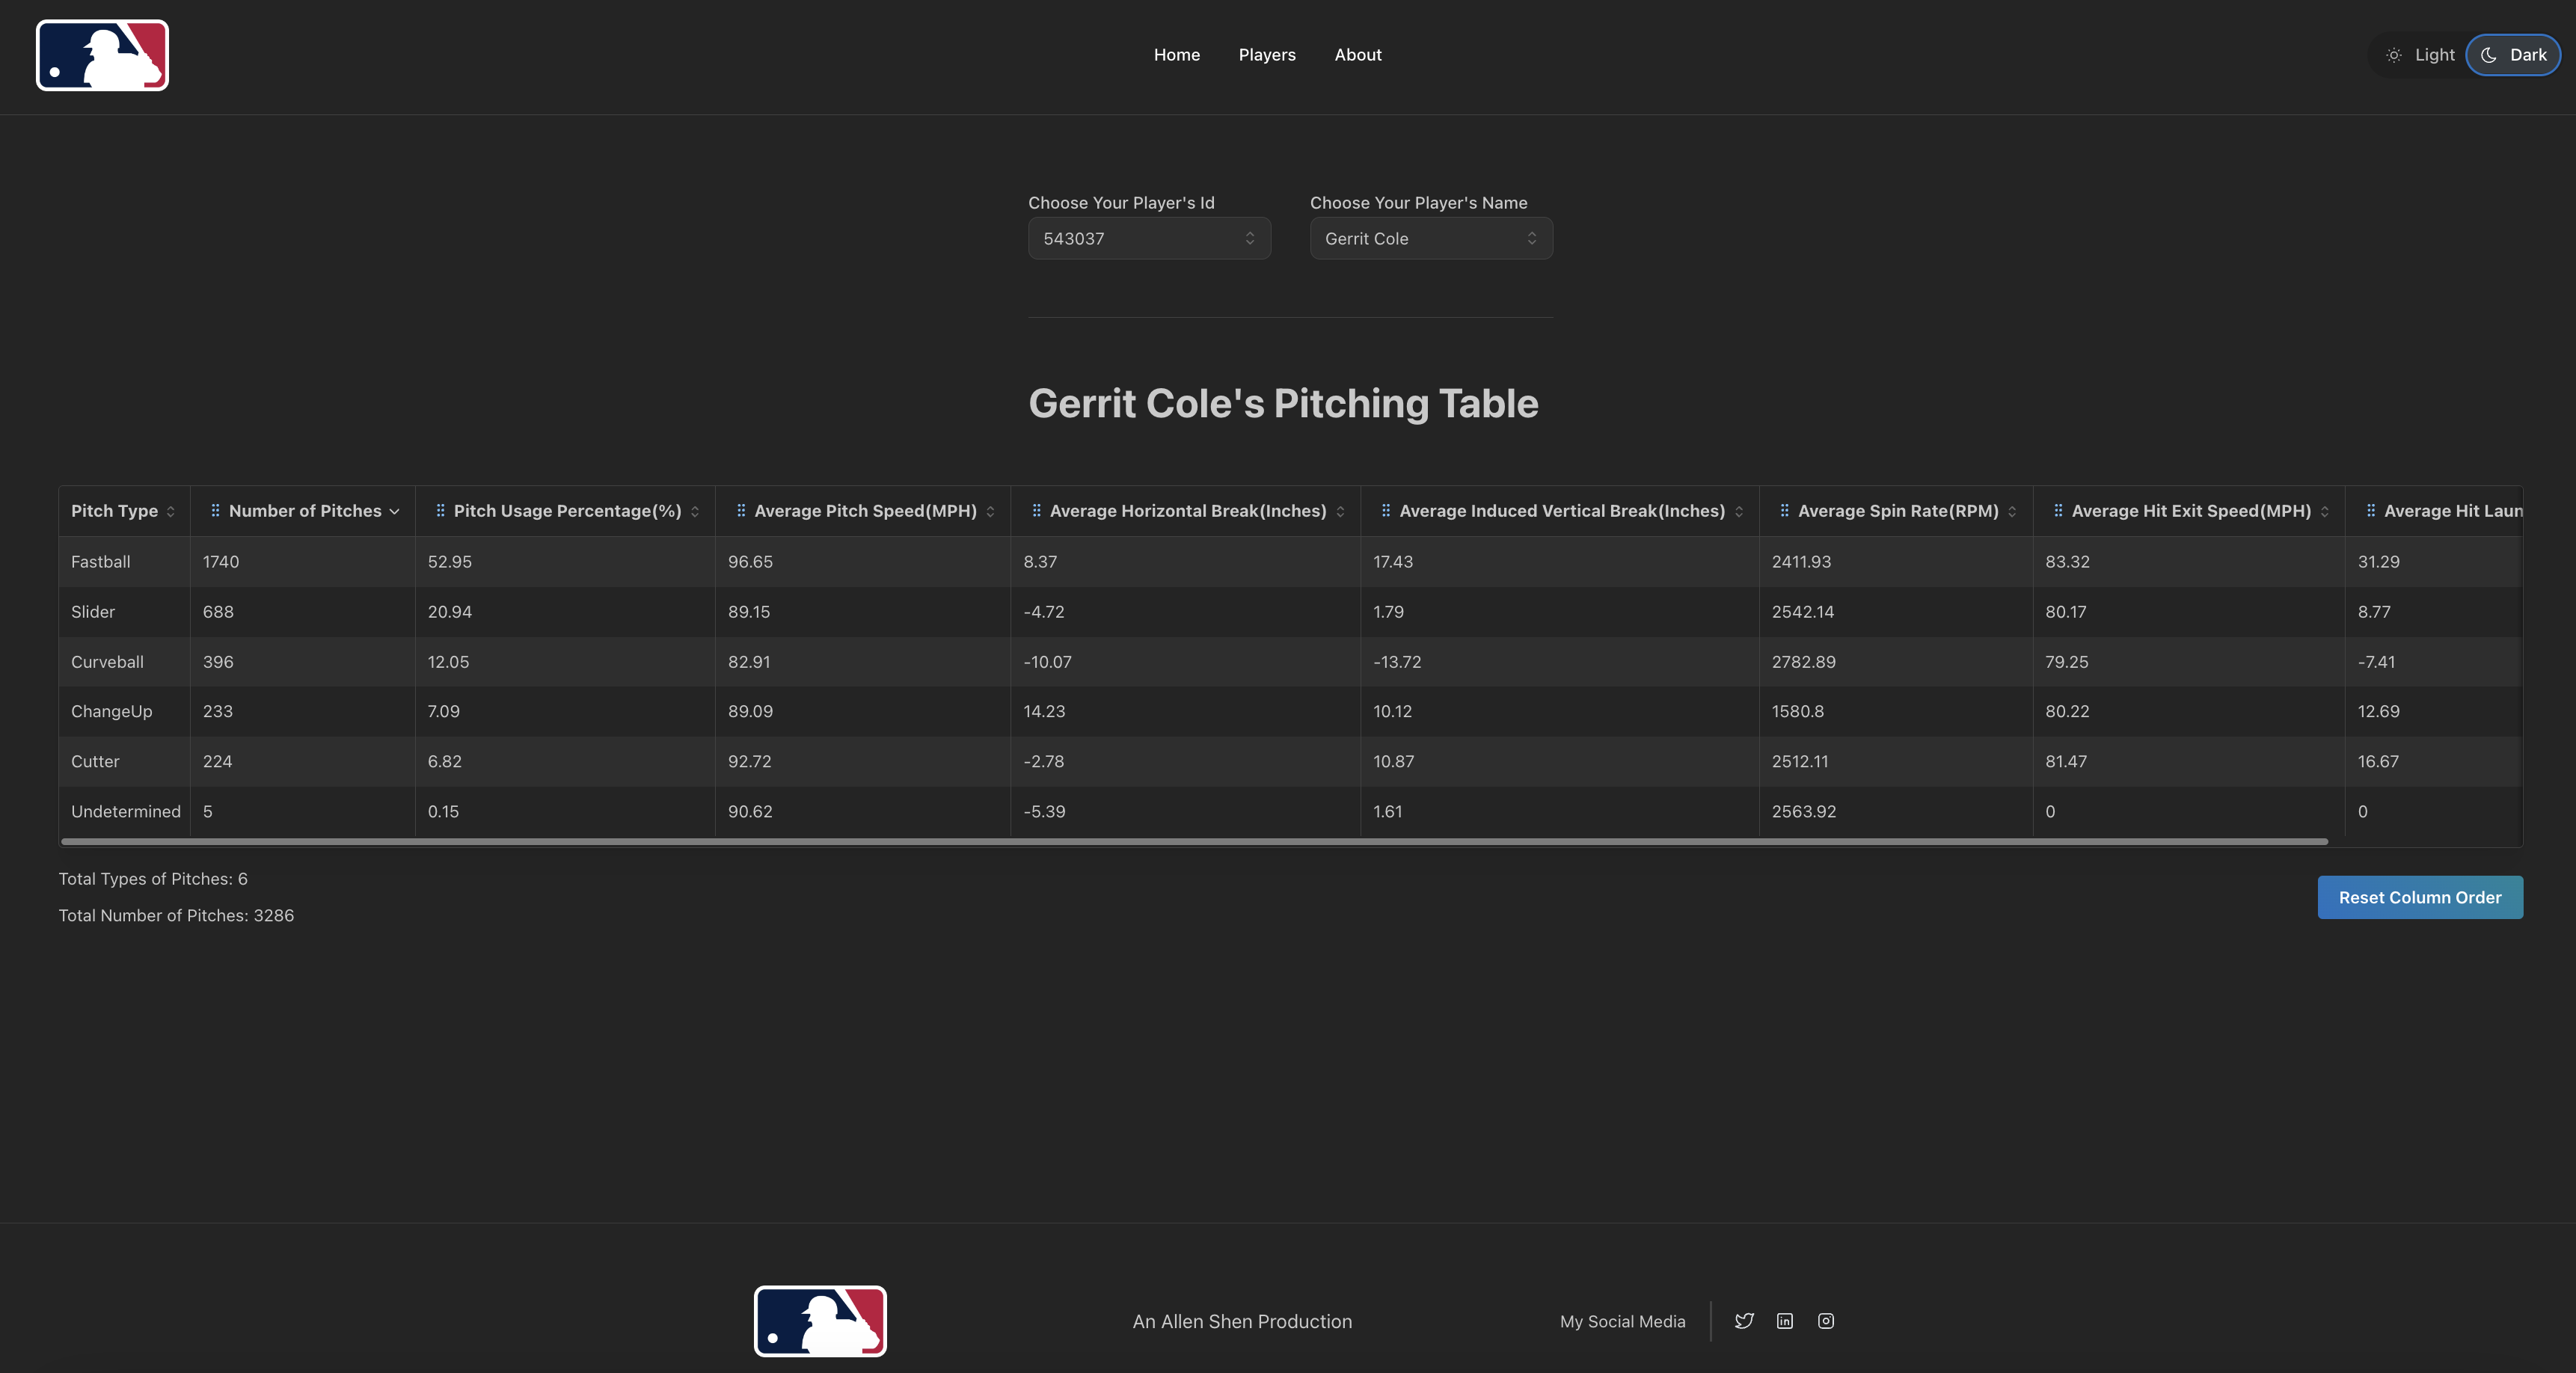 Home Players About
Light Dark
Choose Your Player's Id Choose Your Player's Name
543037 Gerrit Cole
Gerrit Cole's Pitching Table
Pitch Type Number of Pitches Pitch Usage Percentage(%) Average Pitch Speed(MPH) Average Horizontal Break(Inches) Average Induced Vertical Break(Inches) Average Spin Rate(RPM) Average Hit Exit Speed(MPH) Average Hit Laun
Fastball 1740 52.95 96.65 8.37 17.43 2411.93 83.32 31.29
Slider 688 20.94 89.15 -4.72 1.79 2542.14 80.17 8.77
Curveball 396 12.05 82.91 -10.07 -13.72 2782.89 79.25 -7.41
ChangeUp 233 7.09 89.09 14.23 10.12 1580.8 80.22 12.69
Cutter 224 6.82 92.72 -2.78 10.87 2512.11 81.47 16.67
Undetermined 5 0.15 90.62 -5.39 1.61 2563.92 0 0
Total Types of Pitches: 6
Reset Column Order
Total Number of Pitches: 3286
An Allen Shen Production My Social Media